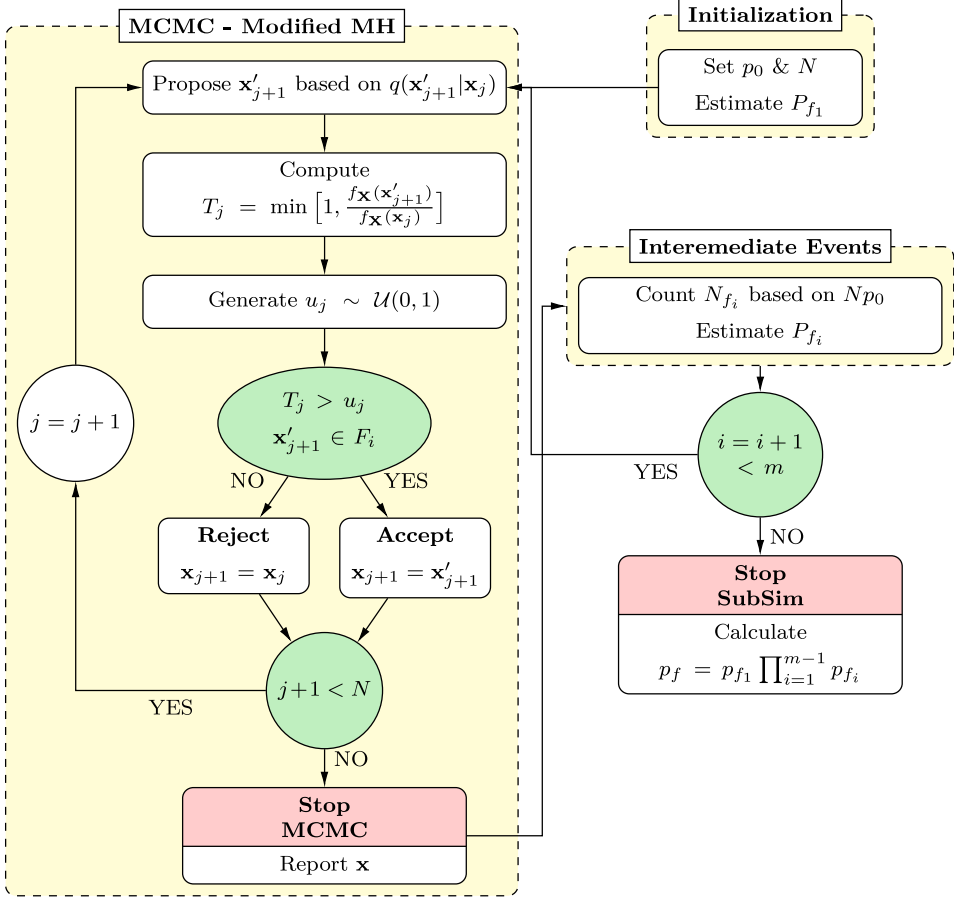 MCMC - Modified MH
Propose x′_{j+1} based on q(x′_{j+1}|x_j)
Compute
T_j = min [1, f_X(x′_{j+1}) / f_X(x_j)]
Generate u_j ∼ 𝒰(0, 1)
T_j > u_j
x′_{j+1} ∈ F_i
NO
YES
Reject
x_{j+1} = x_j
Accept
x_{j+1} = x′_{j+1}
j = j + 1
j+1 < N
YES
NO
Stop
MCMC
Report x
Initialization
Set p_0 & N
Estimate P_{f_1}
Interemediate Events
Count N_{f_i} based on Np_0
Estimate P_{f_i}
i = i + 1
< m
YES
NO
Stop
SubSim
Calculate
p_f = p_{f_1} ∏_{i=1}^{m−1} p_{f_i}